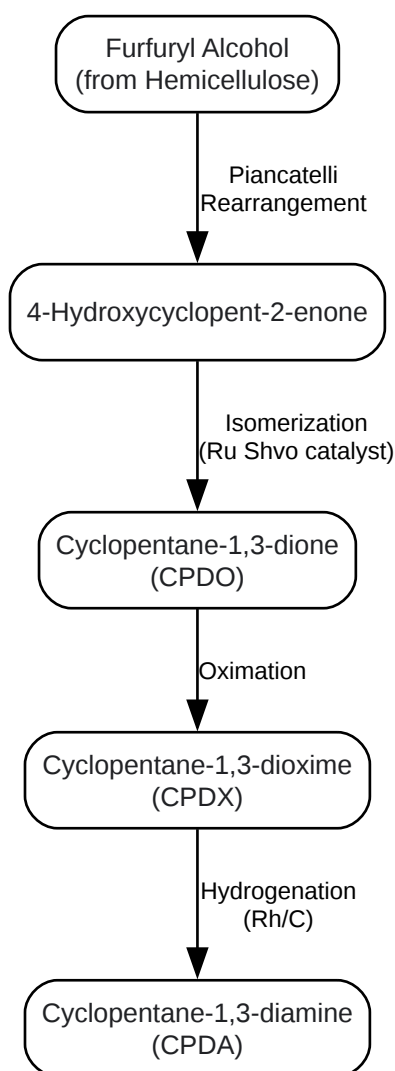 Furfuryl Alcohol
(from Hemicellulose)
Piancatelli
Rearrangement
4-Hydroxycyclopent-2-enone
Isomerization
(Ru Shvo catalyst)
Cyclopentane-1,3-dione
(CPDO)
Oximation
Cyclopentane-1,3-dioxime
(CPDX)
Hydrogenation
(Rh/C)
Cyclopentane-1,3-diamine
(CPDA)